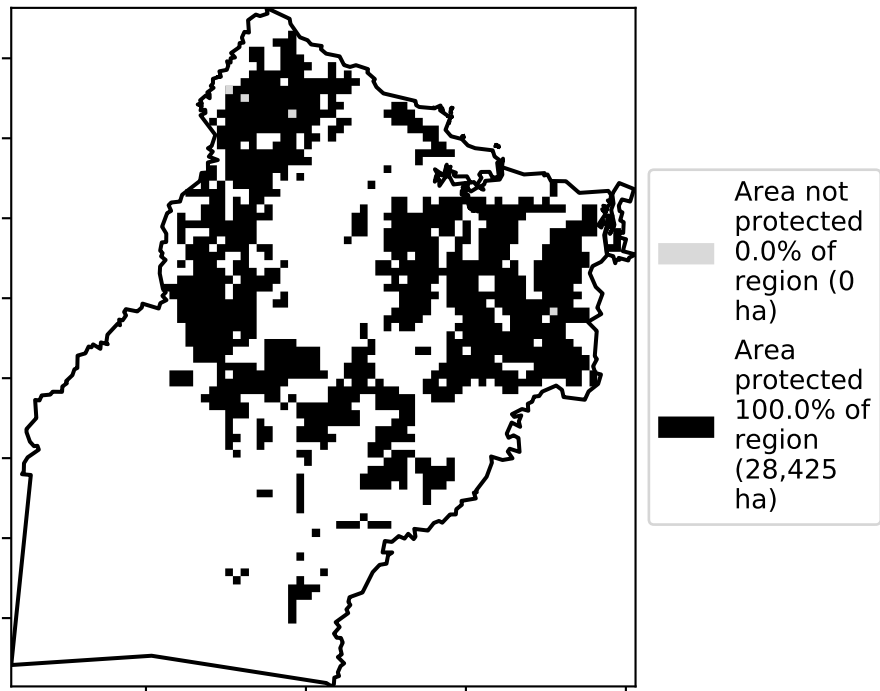 Area not
protected
0.0% of
region (0
ha)
Area
protected
100.0% of
region
(28,425
ha)